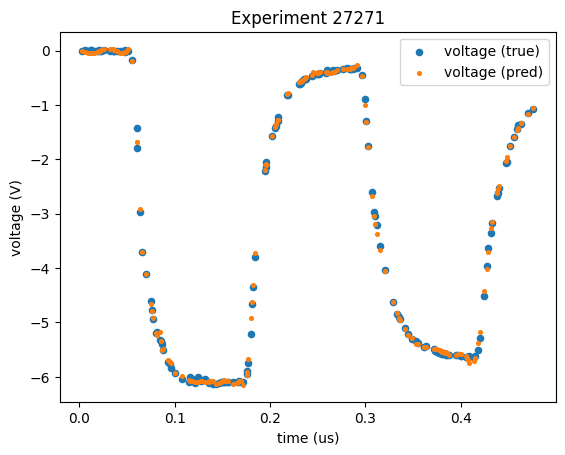 Experiment 27271
voltage (true)
voltage (pred)
0
−1
−2
−3
−4
−5
−6
voltage (V)
0.0 0.1 0.2 0.3 0.4
time (us)